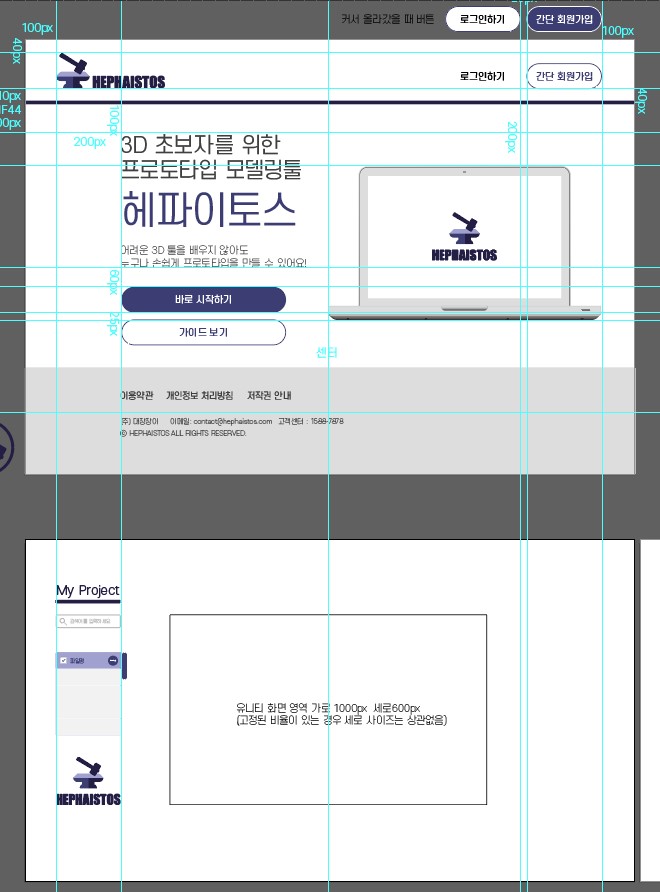 커서 올라갔을 때 버튼
로그인하기
간단 회원가입
100px
100px
40px
HEPHAISTOS
로그인하기
간단 회원가입
40px
100px
200px
200px
3D 초보자를 위한
프로토타입 모델링툴
헤파이토스
어려운 3D 툴을 배우지 않아도
누구나 손쉽게 프로토타입을 만들 수 있어요!
HEPHAISTOS
60px
바로 시작하기
25px
가이드 보기
센터
이용약관 개인정보 처리방침 저작권 안내
(주) 대장장이 이메일: contact@hephaistos.com 고객센터 : 1588-7878
© HEPHAISTOS ALL RIGHTS RESERVED.
My Project
검색어를 입력하세요
파일명
유니티 화면 영역 가로 1000px 세로600px
(고정된 비율이 있는 경우 세로 사이즈는 상관없음)
HEPHAISTOS